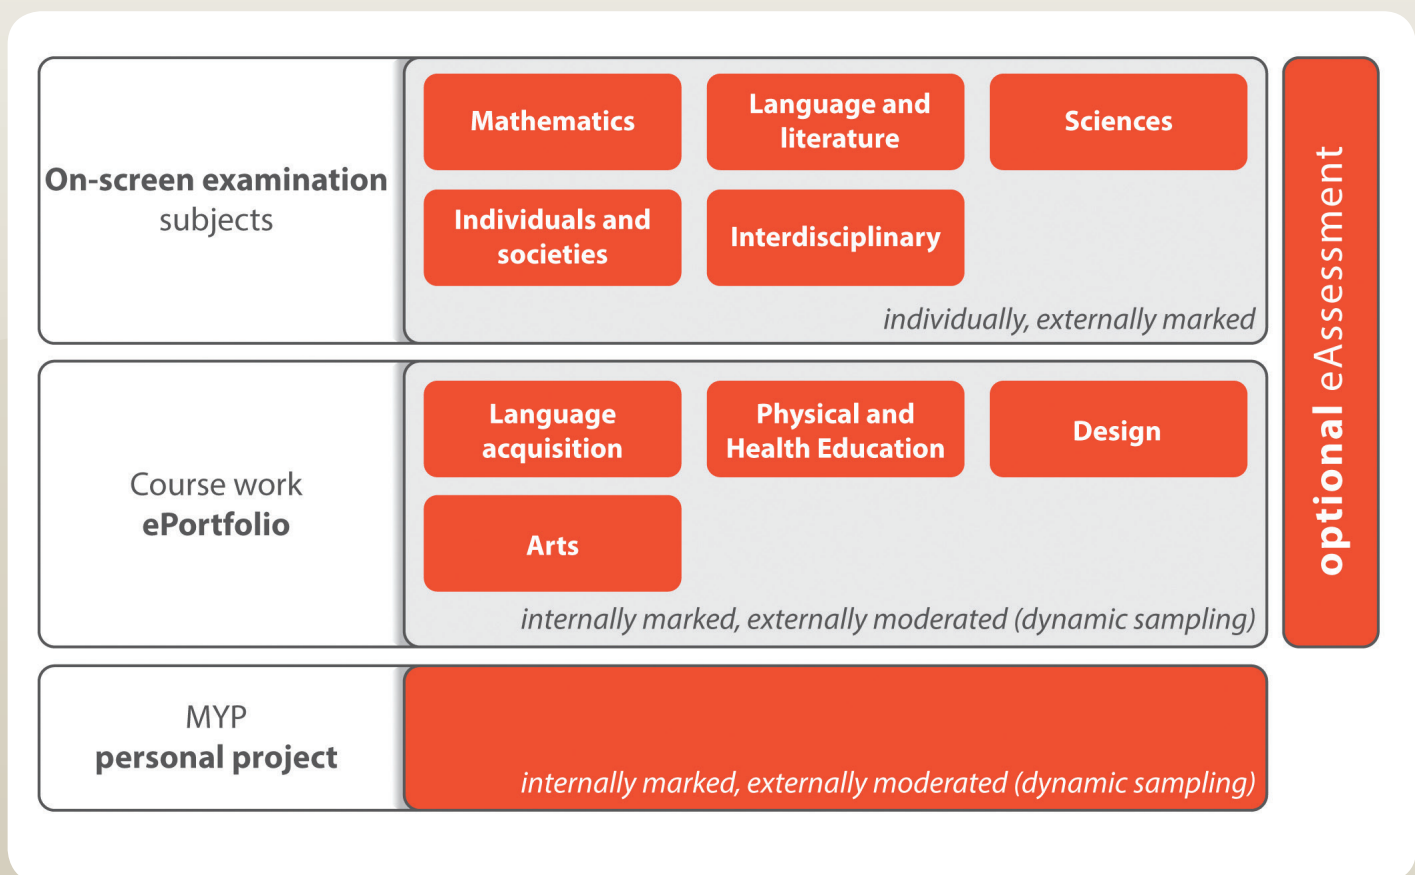 On-screen examination
subjects
Mathematics
Language and
literature
Sciences
Individuals and
societies
Interdisciplinary
individually, externally marked
Course work
ePortfolio
Language
acquisition
Physical and
Health Education
Design
Arts
internally marked, externally moderated (dynamic sampling)
MYP
personal project
internally marked, externally moderated (dynamic sampling)
optional eAssessment